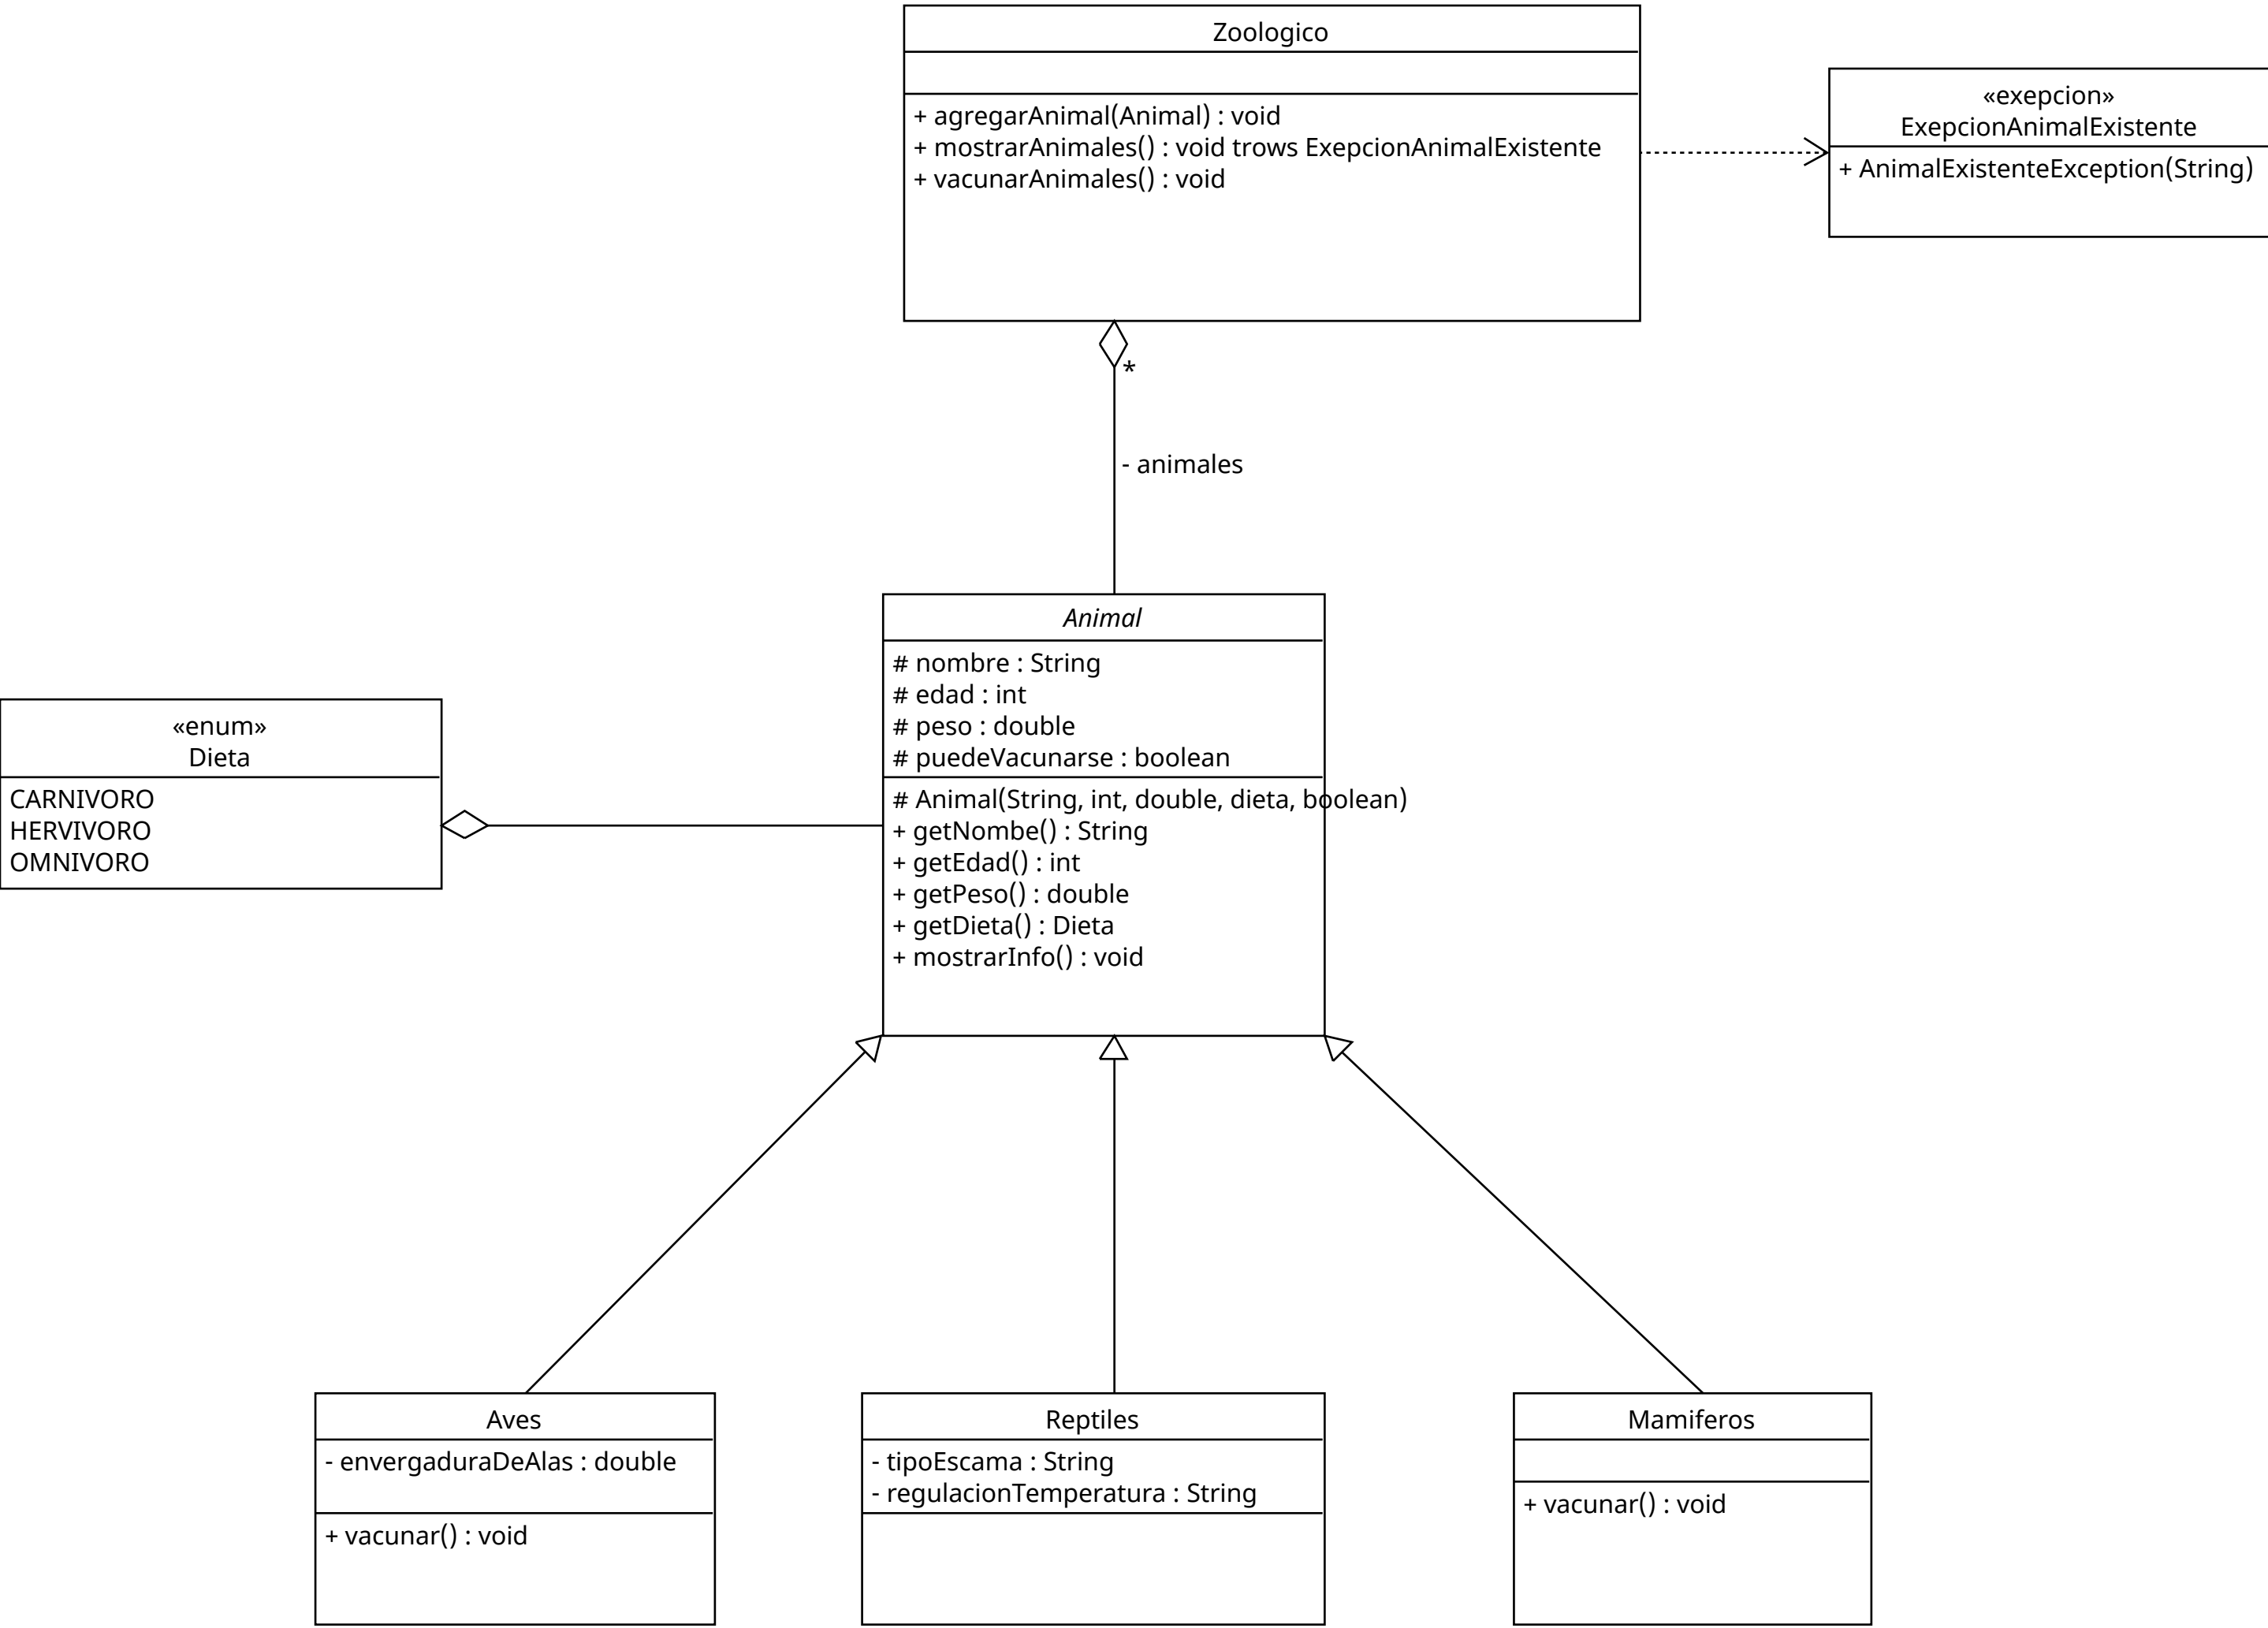 Zoologico
+ agregarAnimal(Animal) : void
+ mostrarAnimales() : void trows ExepcionAnimalExistente
+ vacunarAnimales() : void
«exepcion»
ExepcionAnimalExistente
+ AnimalExistenteException(String)
*
- animales
Animal
# nombre : String
# edad : int
# peso : double
# puedeVacunarse : boolean
# Animal(String, int, double, dieta, boolean)
+ getNombe() : String
+ getEdad() : int
+ getPeso() : double
+ getDieta() : Dieta
+ mostrarInfo() : void
«enum»
Dieta
CARNIVORO
HERVIVORO
OMNIVORO
Aves
- envergaduraDeAlas : double
+ vacunar() : void
Reptiles
- tipoEscama : String
- regulacionTemperatura : String
Mamiferos
+ vacunar() : void